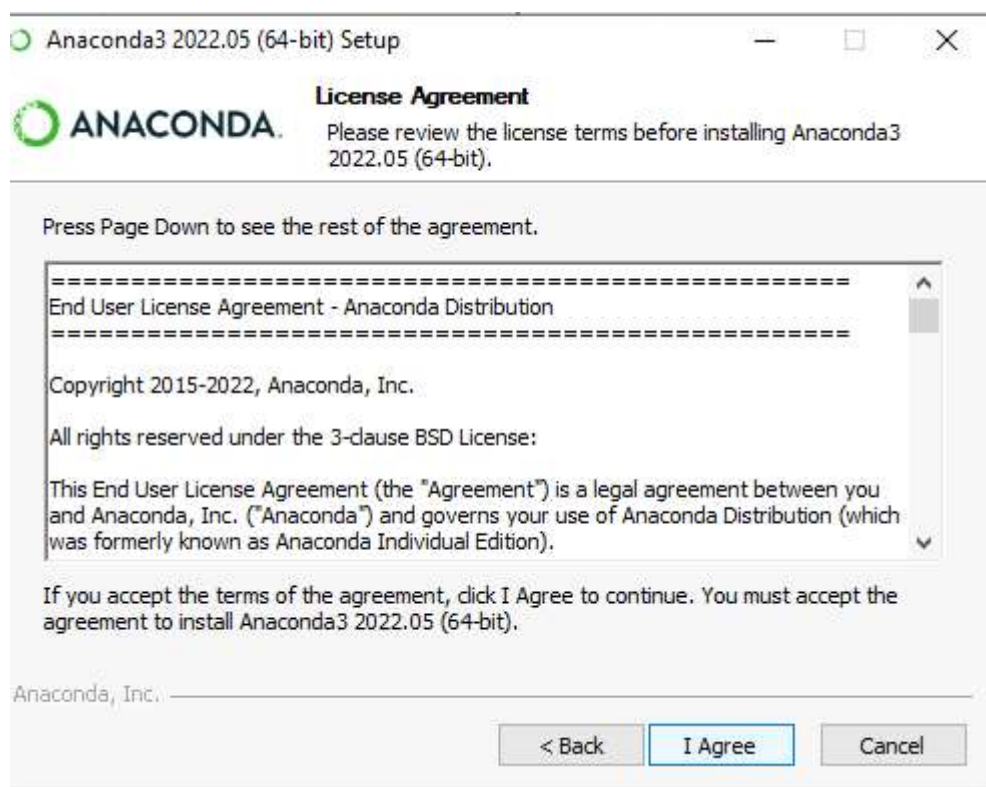 Anaconda3 2022.05 (64-bit) Setup
ANACONDA.
License Agreement
Please review the license terms before installing Anaconda3
2022.05 (64-bit).
Press Page Down to see the rest of the agreement.
==================================================
End User License Agreement - Anaconda Distribution
==================================================
Copyright 2015-2022, Anaconda, Inc.
All rights reserved under the 3-clause BSD License:
This End User License Agreement (the "Agreement") is a legal agreement between you
and Anaconda, Inc. ("Anaconda") and governs your use of Anaconda Distribution (which
was formerly known as Anaconda Individual Edition).
If you accept the terms of the agreement, click I Agree to continue. You must accept the
agreement to install Anaconda3 2022.05 (64-bit).
Anaconda, Inc.
< Back I Agree Cancel